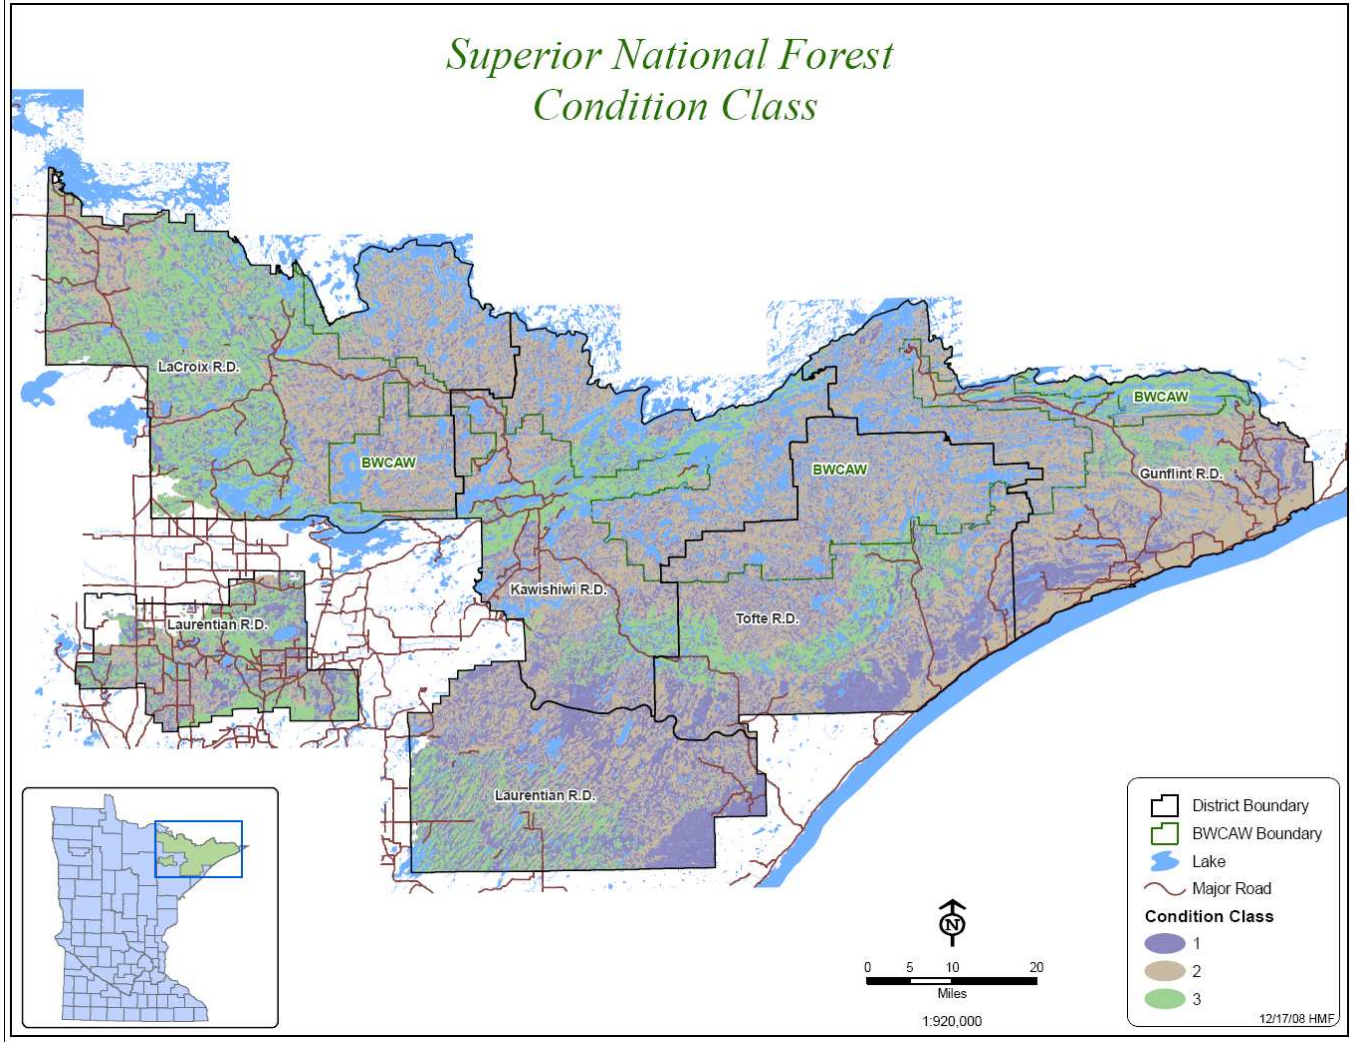 Superior National Forest
Condition Class
LaCroix R.D.
BWCAW
BWCAW
BWCAW
Gunflint R.D.
Kawishiwi R.D.
Tofte R.D.
Laurentian R.D.
Laurentian R.D.
District Boundary
BWCAW Boundary
Lake
Major Road
Condition Class
1
2
3
N
0 5 10 20
Miles
1:920,000
12/17/08 HMF